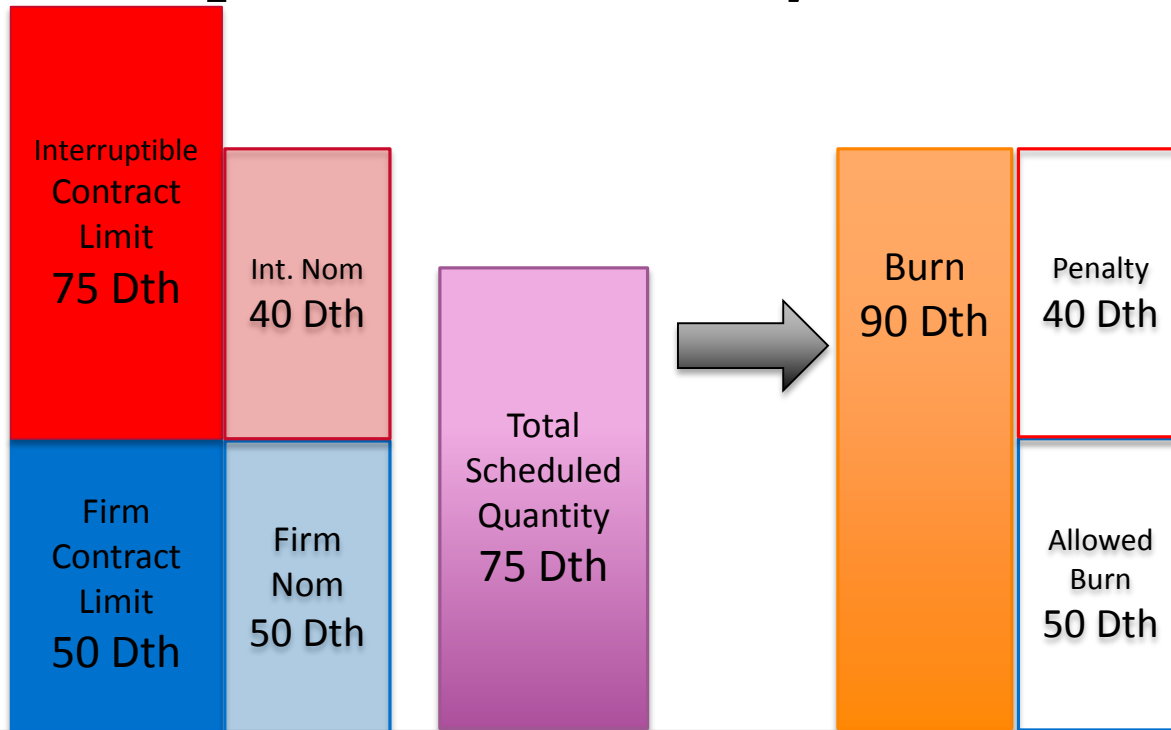 Interruptible
Contract
Limit
75 Dth
Int. Nom
40 Dth
Firm
Contract
Limit
50 Dth
Firm
Nom
50 Dth
Total
Scheduled
Quantity
75 Dth
Burn
90 Dth
Penalty
40 Dth
Allowed
Burn
50 Dth